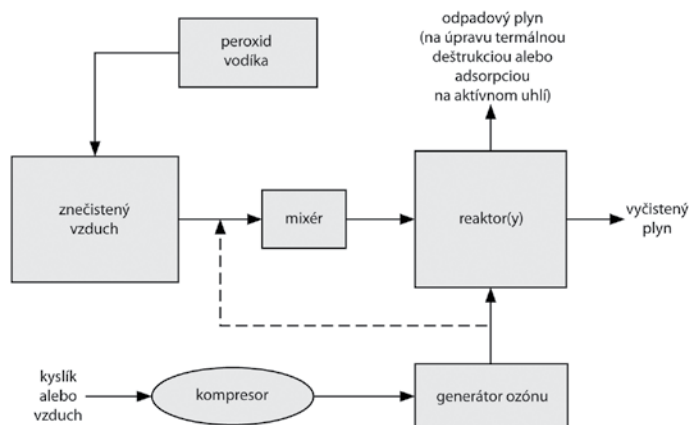 odpadový plyn
(na úpravu termálnou
deštrukciou alebo
adsorpciou
na aktívnom uhlí)
peroxid
vodíka
znečistený
vzduch
mixér
reaktor(y)
vyčistený
plyn
kyslík
alebo
vzduch
kompresor
generátor ozónu